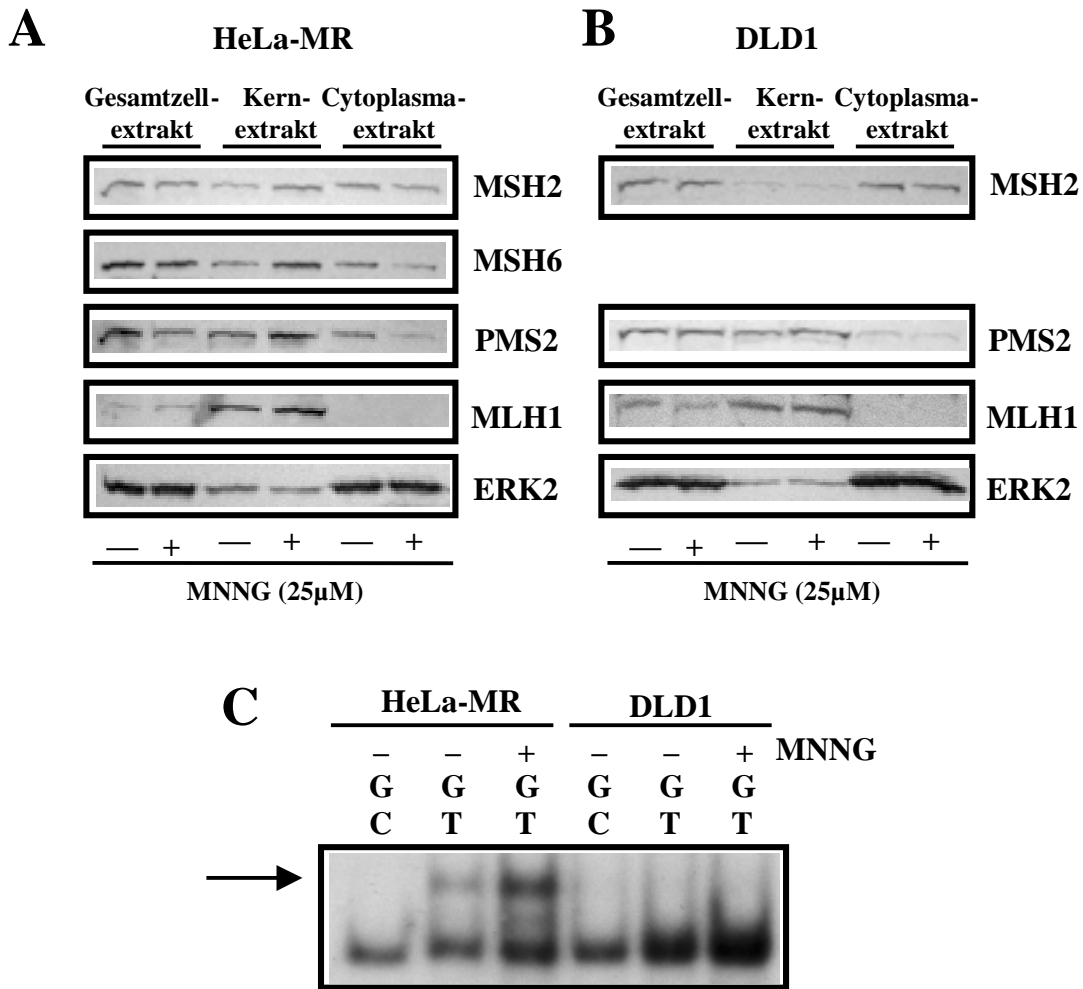 A
HeLa-MR
Gesamtzell- Kern- Cytoplasma-
extrakt extrakt extrakt
MSH2
MSH6
PMS2
MLH1
ERK2
— + — + — +
MNNG (25µM)
B
DLD1
Gesamtzell- Kern- Cytoplasma-
extrakt extrakt extrakt
MSH2
PMS2
MLH1
ERK2
— + — + — +
MNNG (25µM)
C
HeLa-MR DLD1
– – + – – + MNNG
G G G G G G
C T T C T T